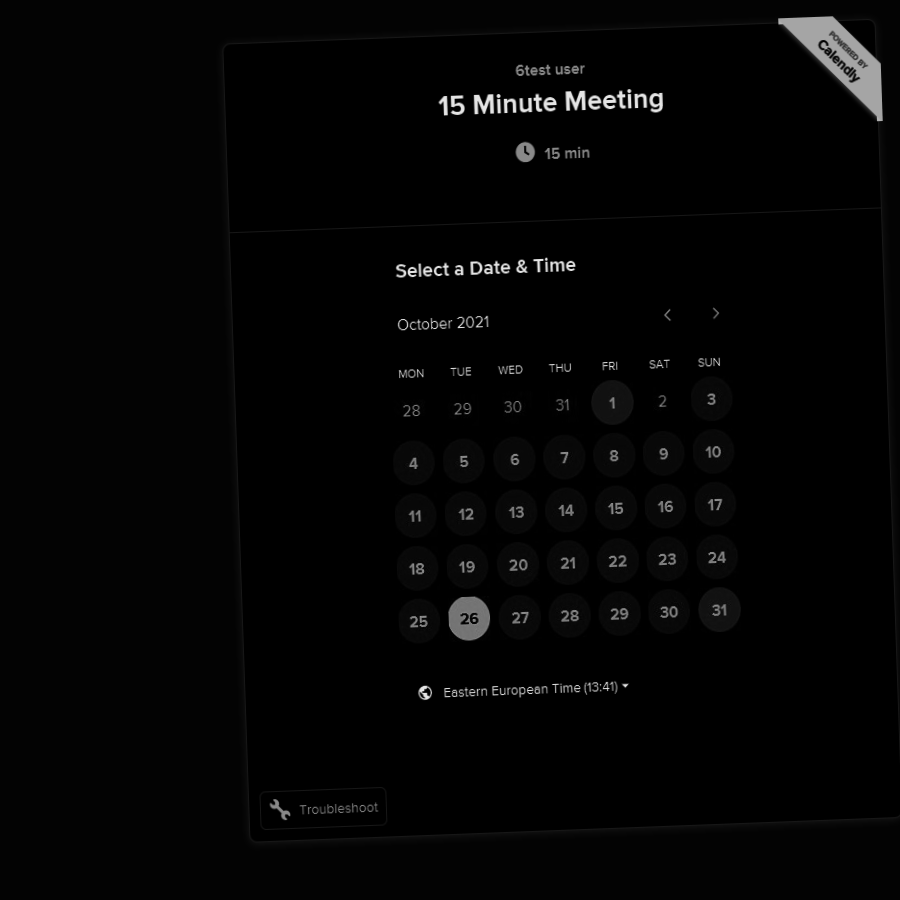 POWERED BY
Calendly
6test user
15 Minute Meeting
15 min
Select a Date & Time
October 2021
MON TUE WED THU FRI SAT SUN
28 29 30 31 1 2 3
4 5 6 7 8 9 10
11 12 13 14 15 16 17
18 19 20 21 22 23 24
25 26 27 28 29 30 31
Eastern European Time (13:41)
Troubleshoot